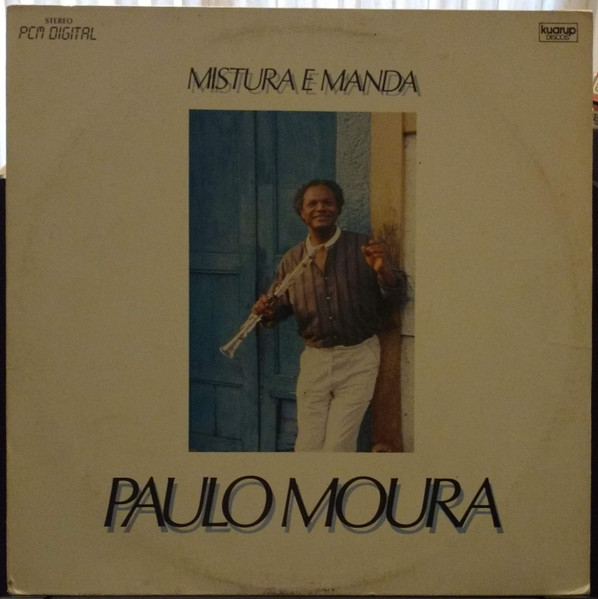 STEREO
PCM DIGITAL
kuarup
DISCOS
MISTURA E MANDA
PAULO MOURA